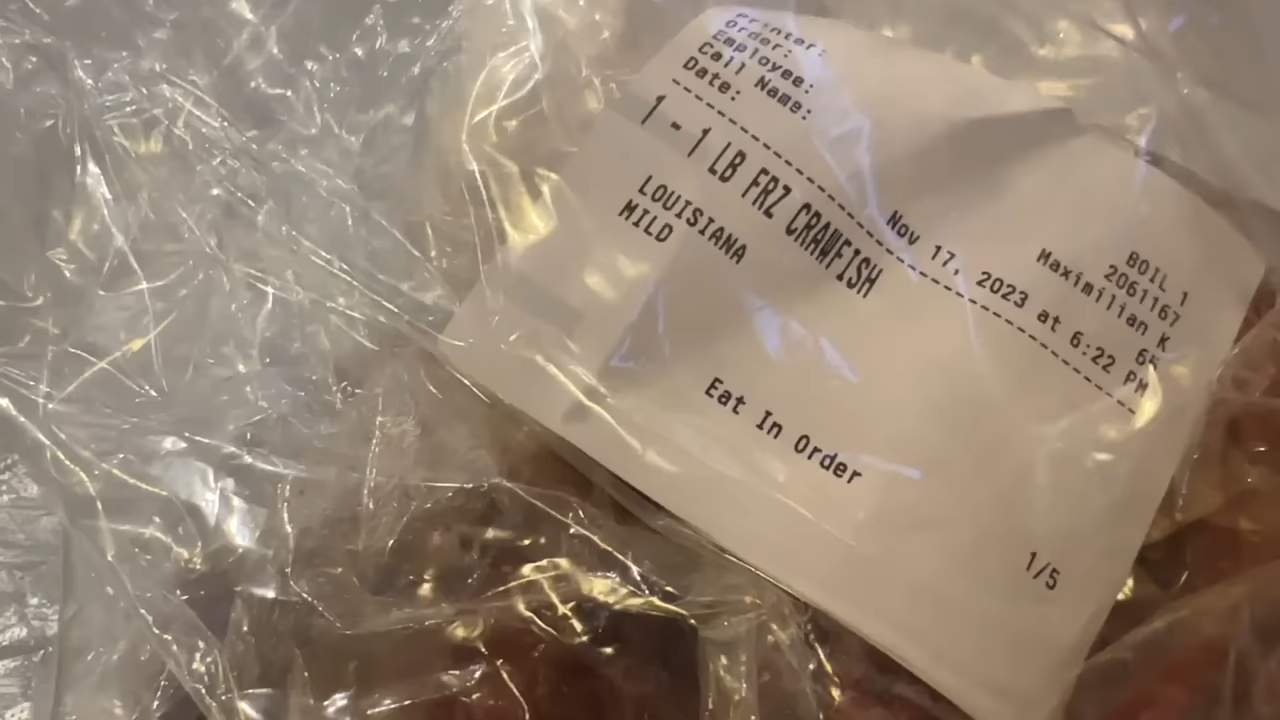 Printer: BOIL 1
Order: 2061167
Employee: Maximilian K
Call Name:
Date: Nov 17, 2023 at 6:22 PM
1 - 1 LB FRZ CRAWFISH
LOUISIANA
MILD
Eat In Order
1/5